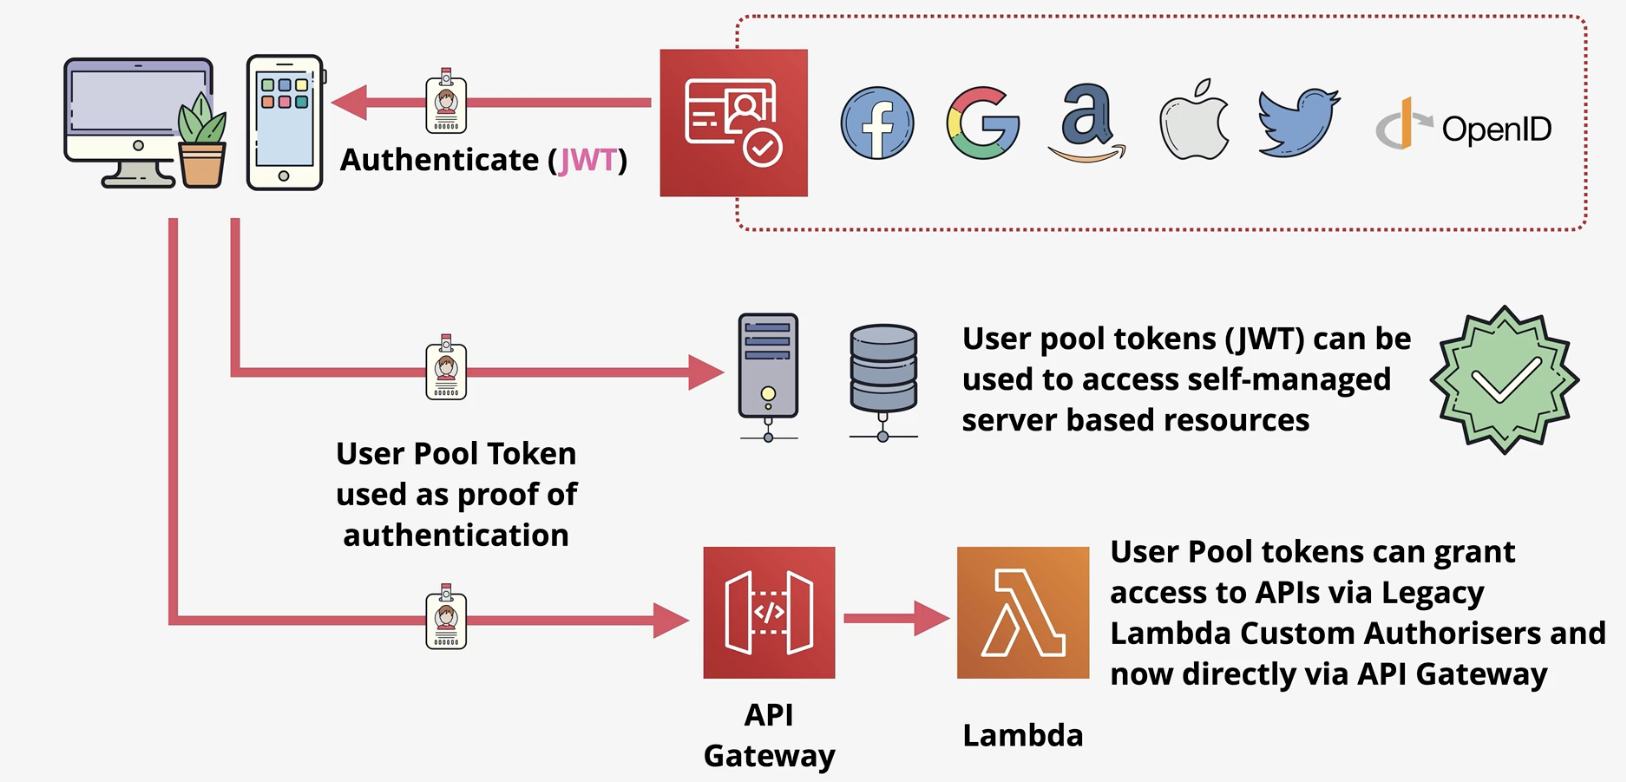 Authenticate (JWT)
OpenID
User pool tokens (JWT) can be
used to access self-managed
server based resources
User Pool Token
used as proof of
authentication
User Pool tokens can grant
access to APIs via Legacy
Lambda Custom Authorisers and
now directly via API Gateway
API
Gateway
Lambda